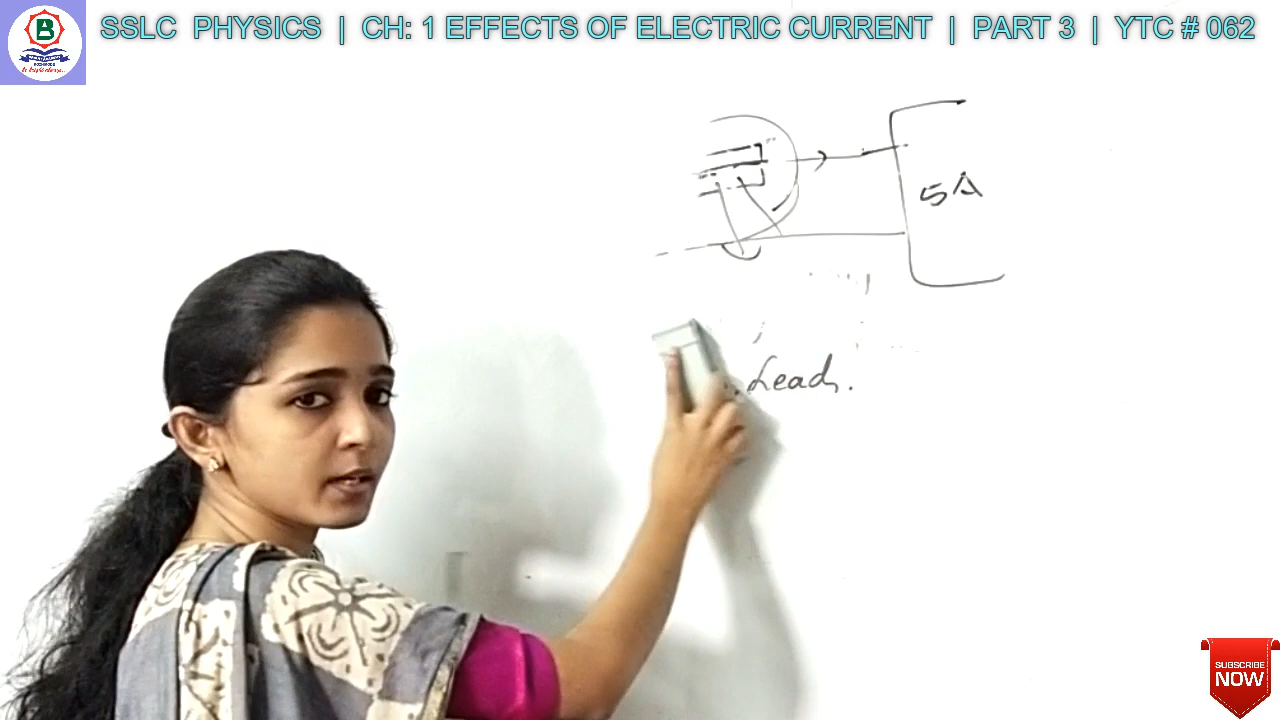 SSLC PHYSICS | CH: 1 EFFECTS OF ELECTRIC CURRENT | PART 3 | YTC # 062
B
5A
Lead.
SUBSCRIBE
NOW